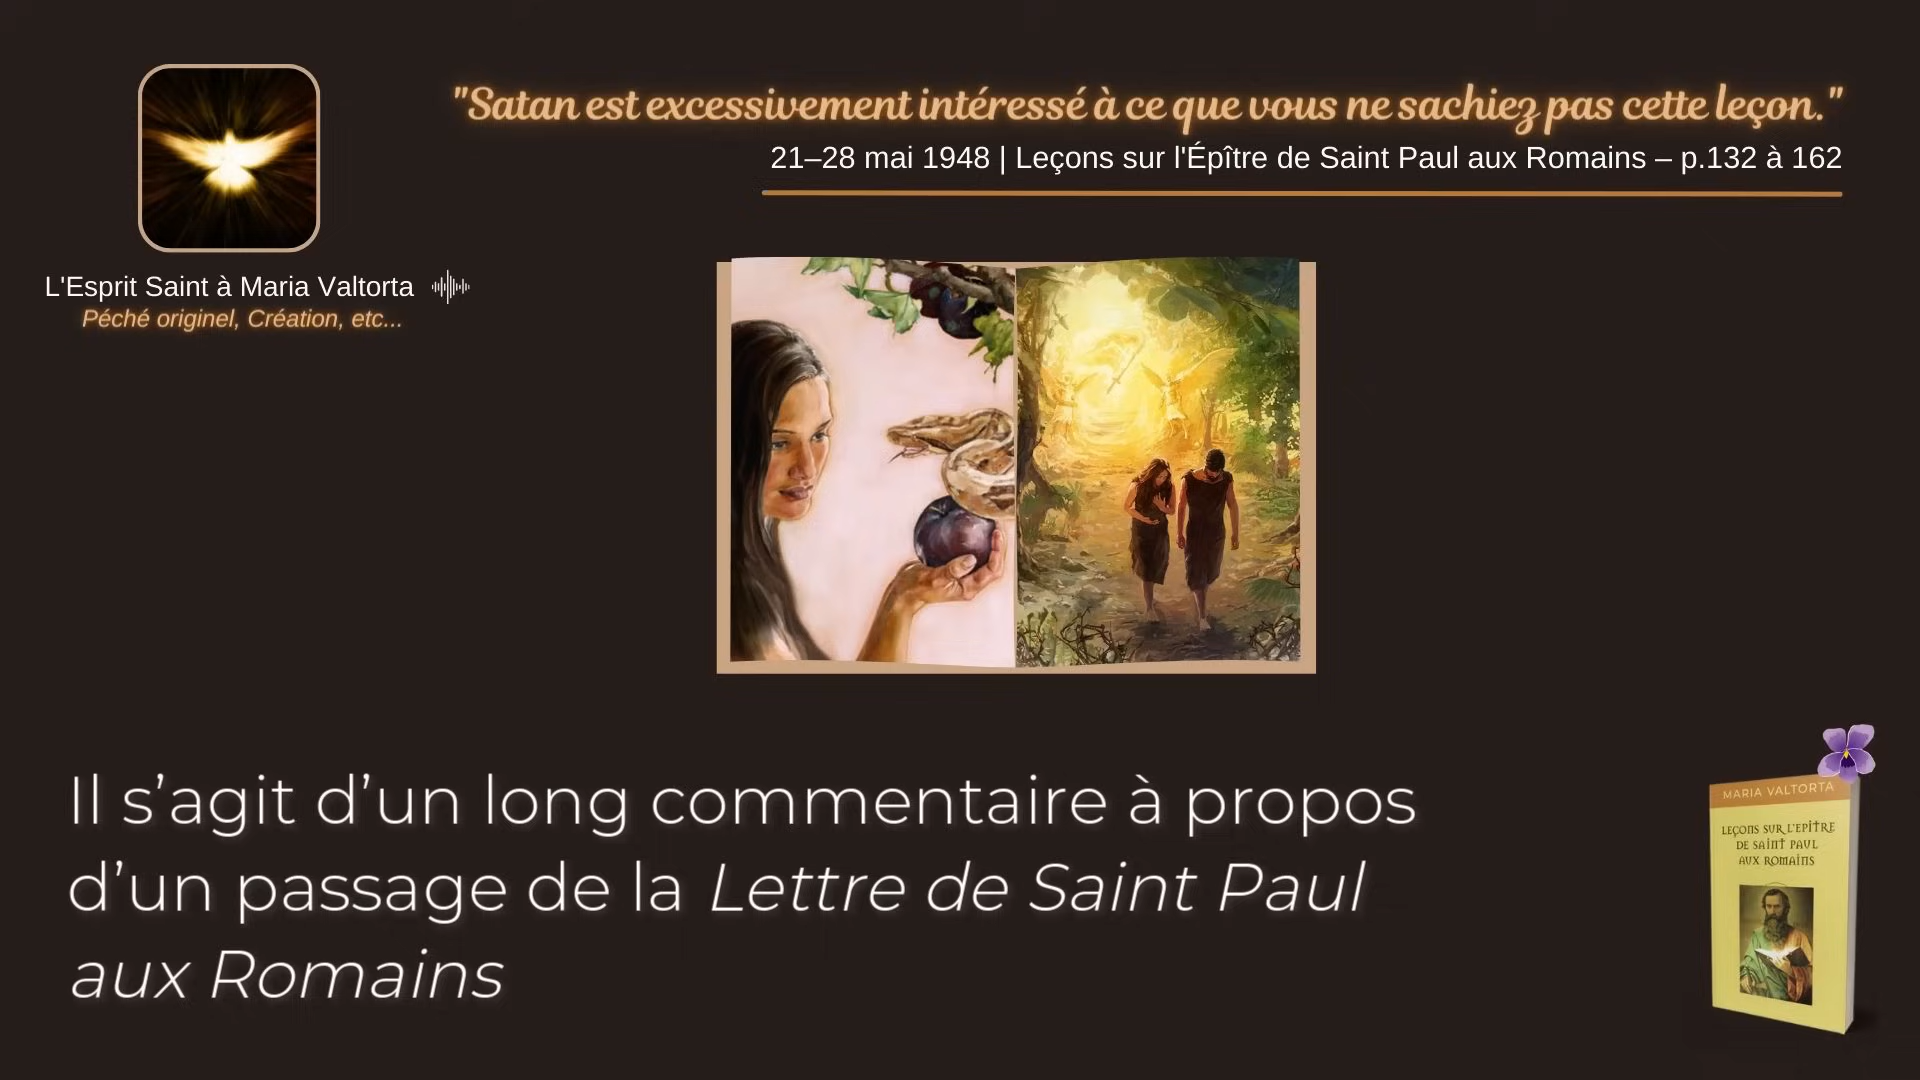 "Satan est excessivement intéressé à ce que vous ne sachiez pas cette leçon."
21–28 mai 1948 | Leçons sur l'Épître de Saint Paul aux Romains – p.132 à 162
L'Esprit Saint à Maria Valtorta
Péché originel, Création, etc...
Il s’agit d’un long commentaire à propos
d’un passage de la Lettre de Saint Paul
aux Romains
MARIA VALTORTA
LEÇONS SUR L'EPÎTRE
DE SAINT PAUL
AUX ROMAINS